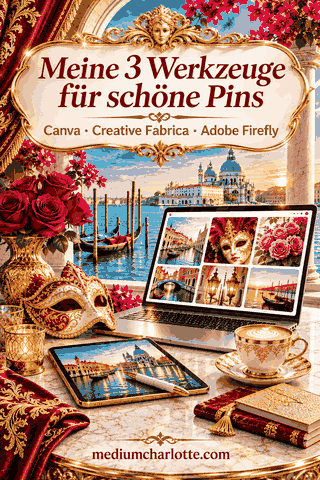 Meine 3 Werkzeuge
für schöne Pins
Canva · Creative Fabrica · Adobe Firefly
mediumcharlotte.com